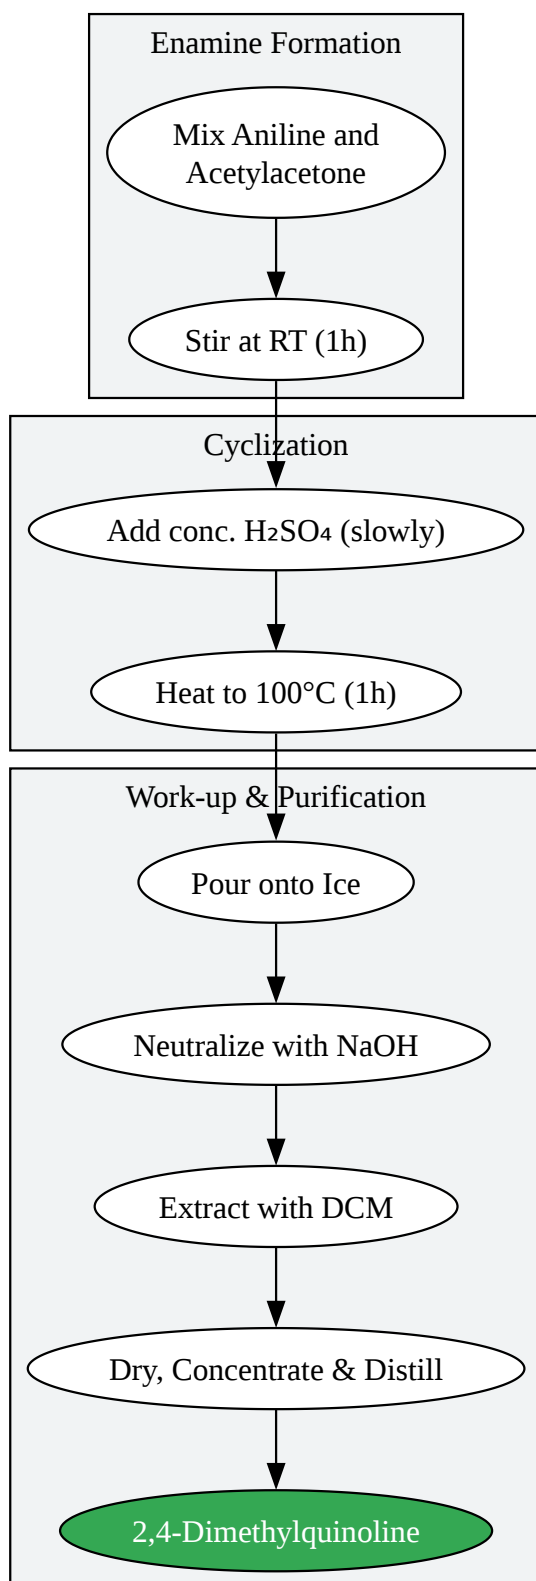 Enamine Formation
Mix Aniline and
Acetylacetone
Stir at RT (1h)
Cyclization
Add conc. H₂SO₄ (slowly)
Heat to 100°C (1h)
Work-up & Purification
Pour onto Ice
Neutralize with NaOH
Extract with DCM
Dry, Concentrate & Distill
2,4-Dimethylquinoline